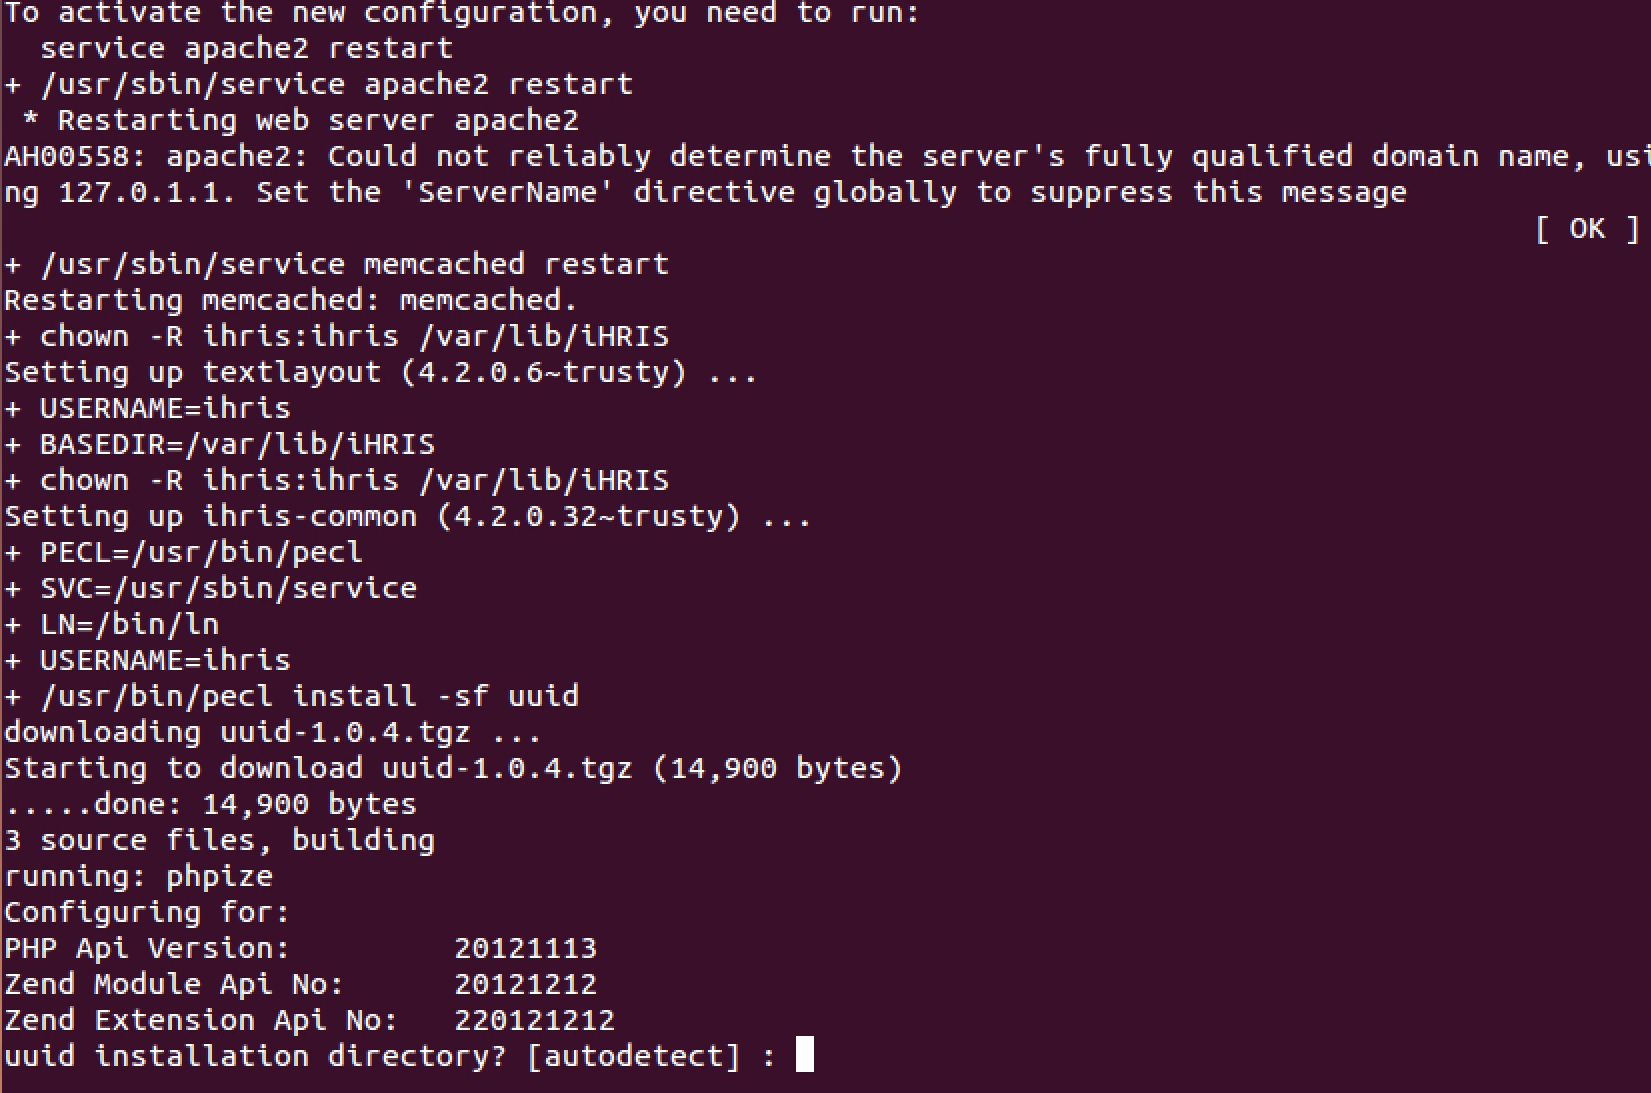 To activate the new configuration, you need to run:
  service apache2 restart
+ /usr/sbin/service apache2 restart
 * Restarting web server apache2
AH00558: apache2: Could not reliably determine the server's fully qualified domain name, usi
ng 127.0.1.1. Set the 'ServerName' directive globally to suppress this message
[ OK ]
+ /usr/sbin/service memcached restart
Restarting memcached: memcached.
+ chown -R ihris:ihris /var/lib/iHRIS
Setting up textlayout (4.2.0.6~trusty) ...
+ USERNAME=ihris
+ BASEDIR=/var/lib/iHRIS
+ chown -R ihris:ihris /var/lib/iHRIS
Setting up ihris-common (4.2.0.32~trusty) ...
+ PECL=/usr/bin/pecl
+ SVC=/usr/sbin/service
+ LN=/bin/ln
+ USERNAME=ihris
+ /usr/bin/pecl install -sf uuid
downloading uuid-1.0.4.tgz ...
Starting to download uuid-1.0.4.tgz (14,900 bytes)
.....done: 14,900 bytes
3 source files, building
running: phpize
Configuring for:
PHP Api Version:         20121113
Zend Module Api No:      20121212
Zend Extension Api No:   220121212
uuid installation directory? [autodetect] :